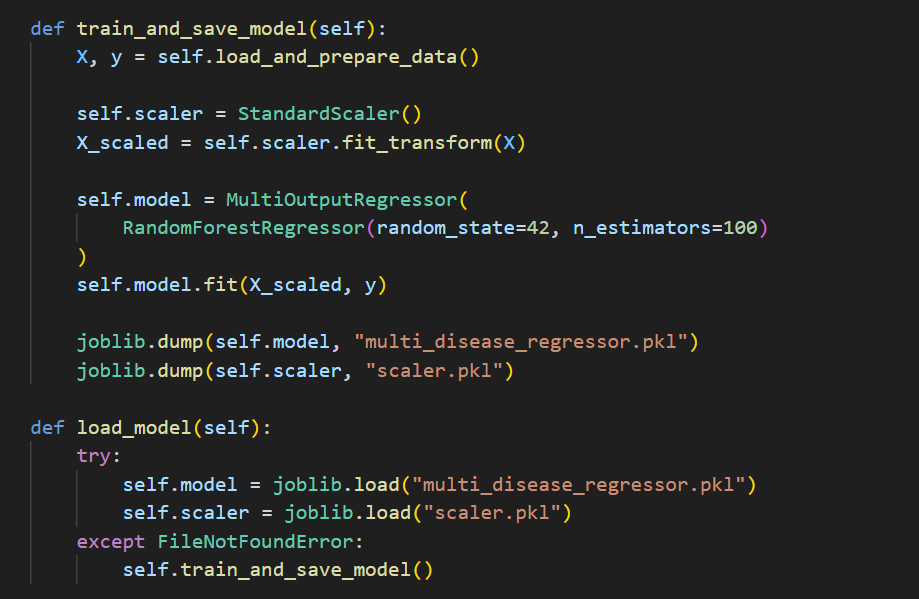 def train_and_save_model(self):
    X, y = self.load_and_prepare_data()

    self.scaler = StandardScaler()
    X_scaled = self.scaler.fit_transform(X)

    self.model = MultiOutputRegressor(
        RandomForestRegressor(random_state=42, n_estimators=100)
    )
    self.model.fit(X_scaled, y)

    joblib.dump(self.model, "multi_disease_regressor.pkl")
    joblib.dump(self.scaler, "scaler.pkl")

def load_model(self):
    try:
        self.model = joblib.load("multi_disease_regressor.pkl")
        self.scaler = joblib.load("scaler.pkl")
    except FileNotFoundError:
        self.train_and_save_model()